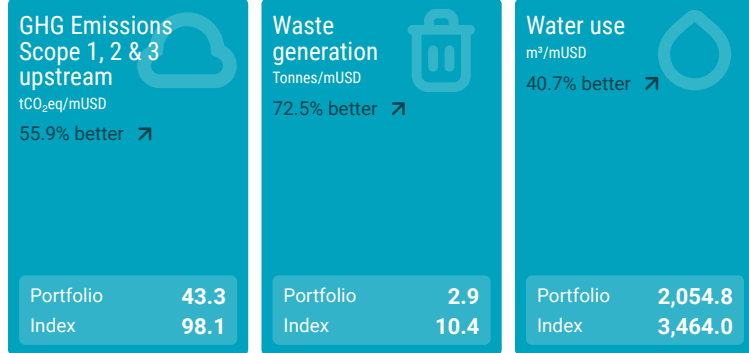 GHG Emissions
Scope 1, 2 & 3
upstream
tCO₂eq/mUSD
55.9% better
Portfolio 43.3
Index 98.1
Waste
generation
Tonnes/mUSD
72.5% better
Portfolio 2.9
Index 10.4
Water use
m³/mUSD
40.7% better
Portfolio 2,054.8
Index 3,464.0